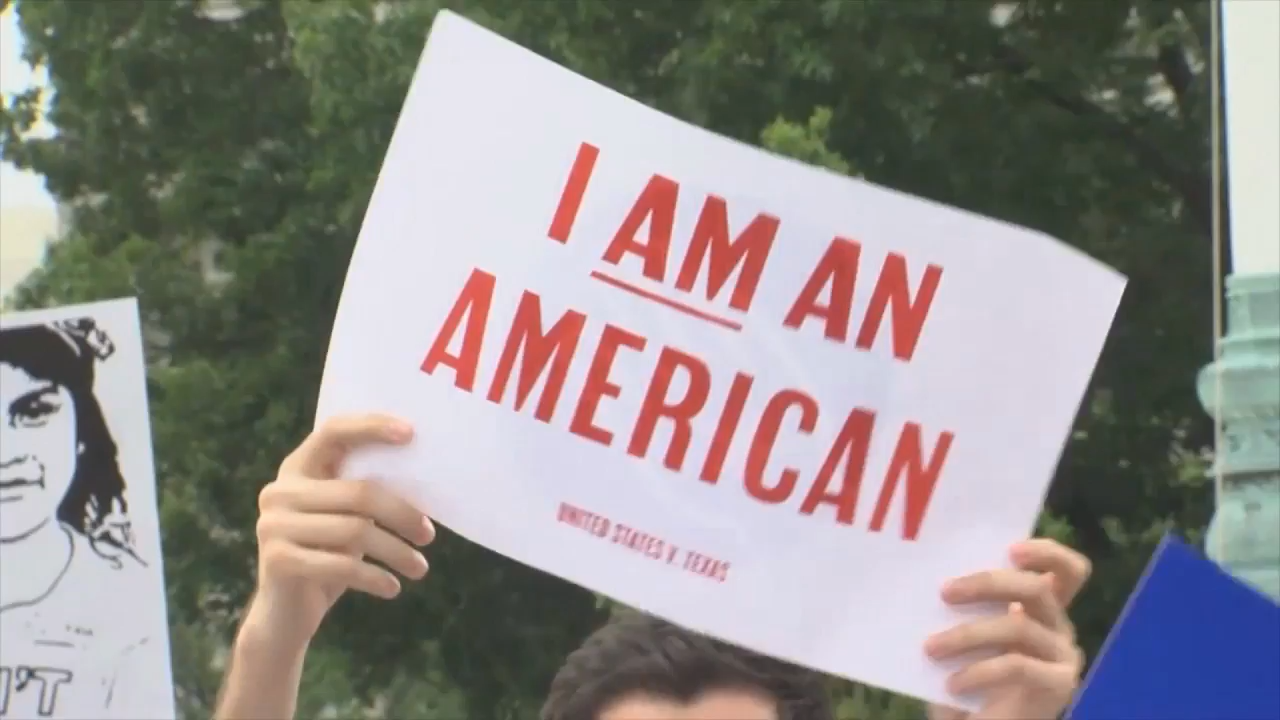 I AM AN
AMERICAN
UNITED STATES V. TEXAS
'T